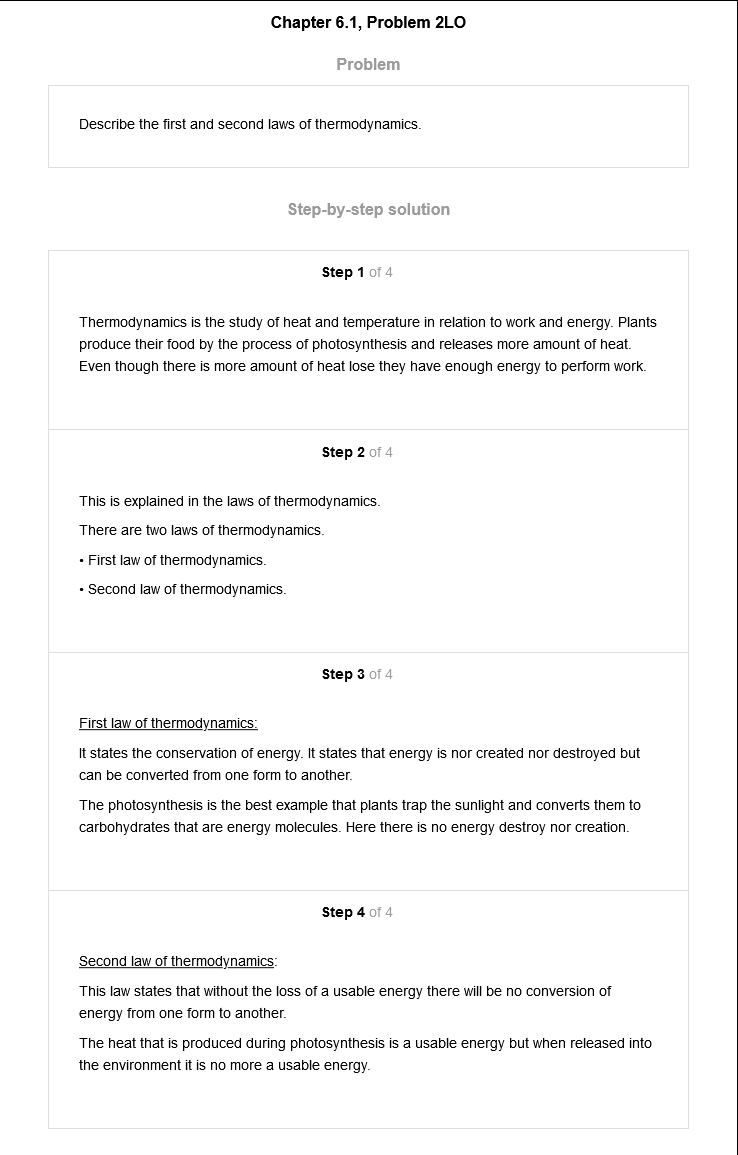 Chapter 6.1, Problem 2LO
Problem
Describe the first and second laws of thermodynamics.
Step-by-step solution
Step 1 of 4
Thermodynamics is the study of heat and temperature in relation to work and energy. Plants
produce their food by the process of photosynthesis and releases more amount of heat.
Even though there is more amount of heat lose they have enough energy to perform work.
Step 2 of 4
This is explained in the laws of thermodynamics.
There are two laws of thermodynamics.
• First law of thermodynamics.
• Second law of thermodynamics.
Step 3 of 4
First law of thermodynamics:
It states the conservation of energy. It states that energy is nor created nor destroyed but
can be converted from one form to another.
The photosynthesis is the best example that plants trap the sunlight and converts them to
carbohydrates that are energy molecules. Here there is no energy destroy nor creation.
Step 4 of 4
Second law of thermodynamics:
This law states that without the loss of a usable energy there will be no conversion of
energy from one form to another.
The heat that is produced during photosynthesis is a usable energy but when released into
the environment it is no more a usable energy.